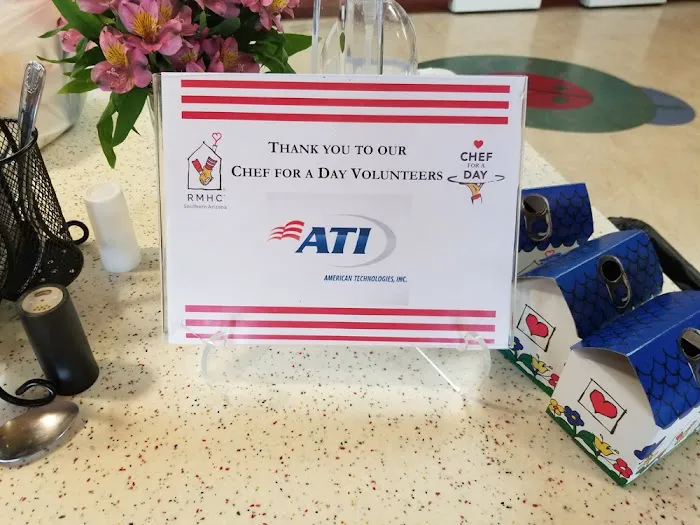 THANK YOU TO OUR
CHEF FOR A DAY VOLUNTEERS
RMHC
Southern Arizona
CHEF
FOR A
DAY
ATI
AMERICAN TECHNOLOGIES, INC.